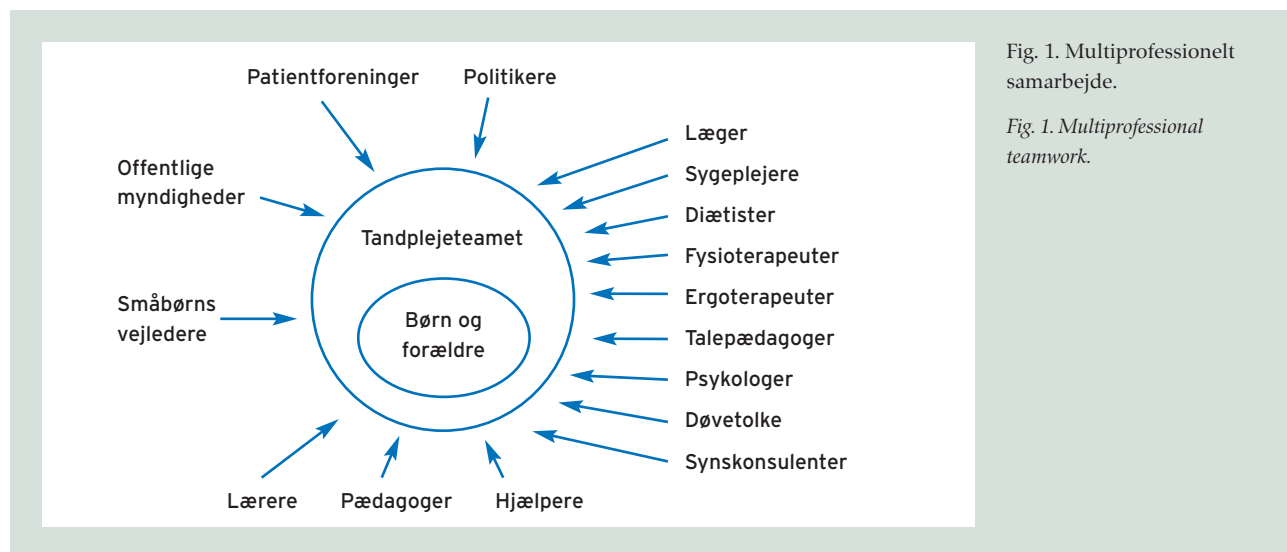 Patientforeninger
Politikere
Offentlige
myndigheder
Småbørns
vejledere
Tandplejeteamet
Børn og
forældre
Læger
Sygeplejere
Diætister
Fysioterapeuter
Ergoterapeuter
Talepædagoger
Psykologer
Døvetolke
Synskonsulenter
Lærere
Pædagoger
Hjælpere
Fig. 1. Multiprofessionelt
samarbejde.
Fig. 1. Multiprofessional
teamwork.